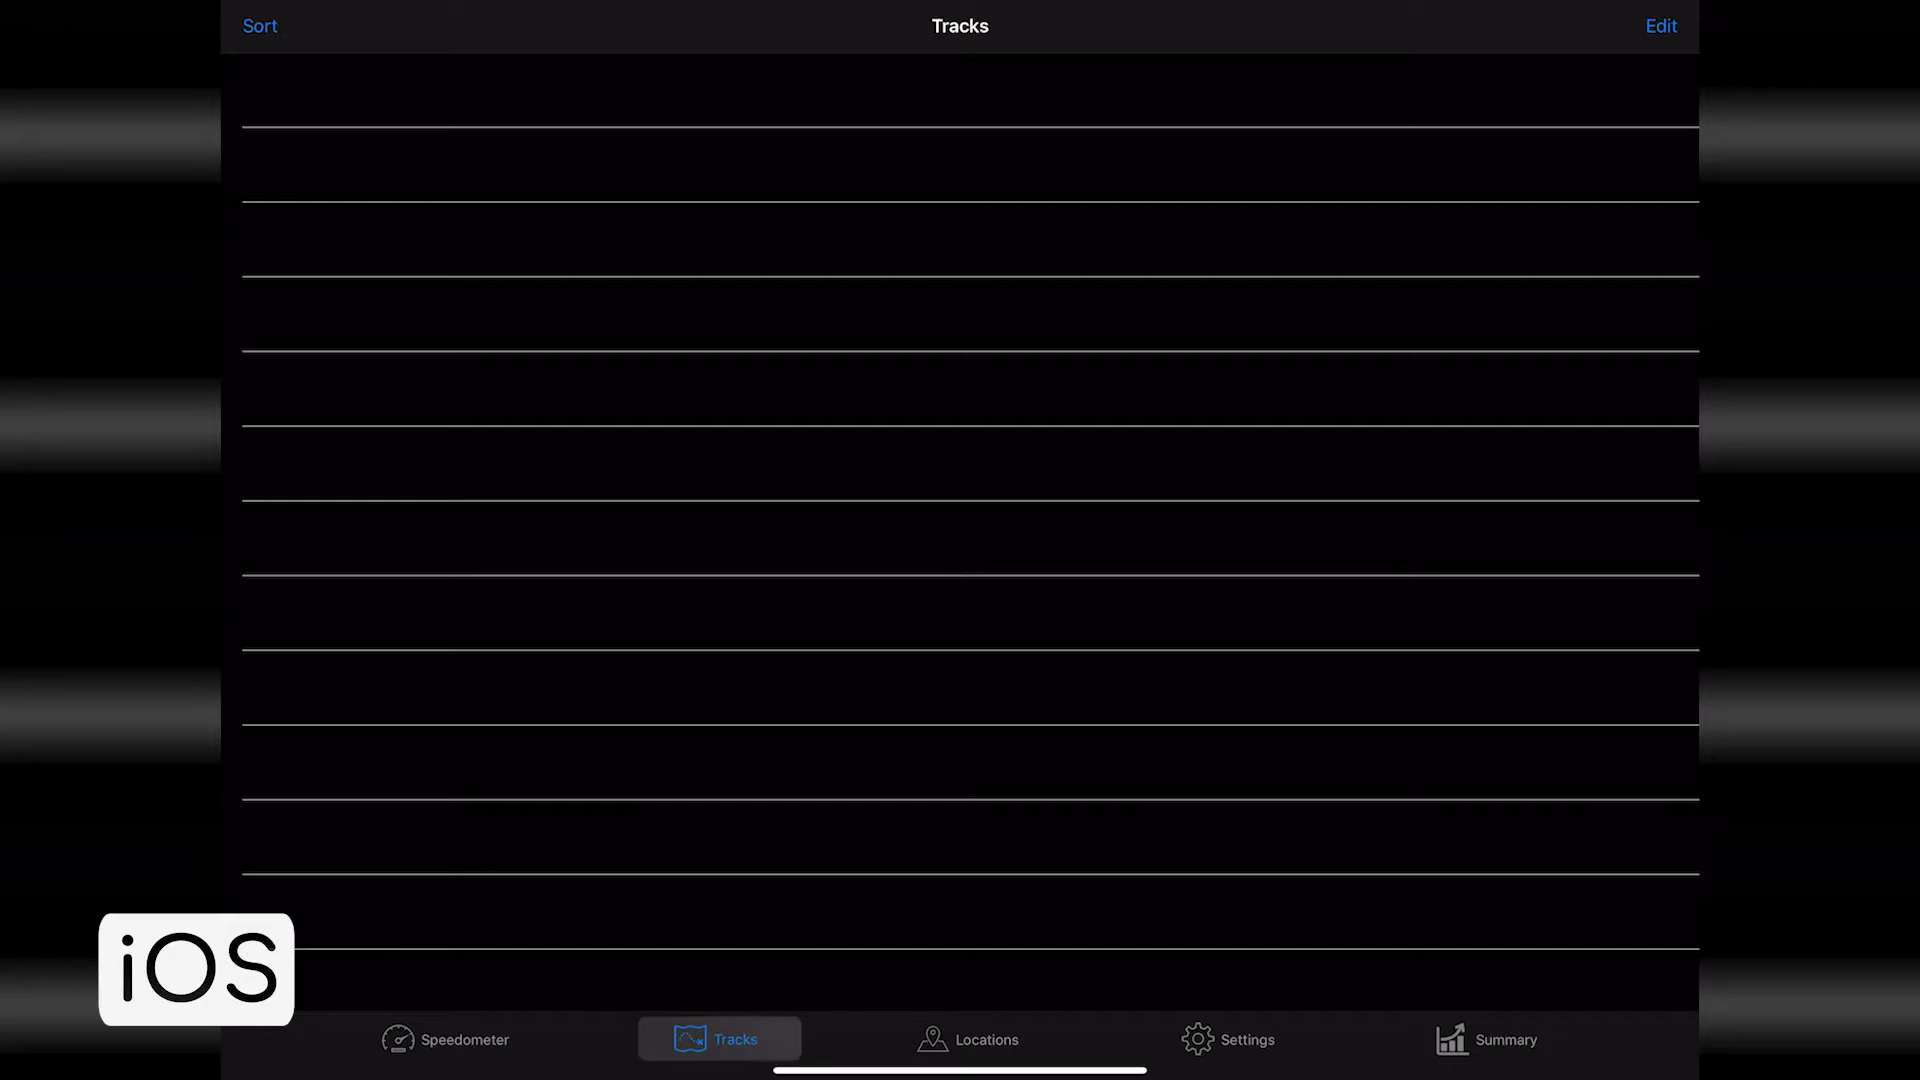 Sort
Tracks
Edit
iOS
Speedometer
Tracks
Locations
Settings
Summary